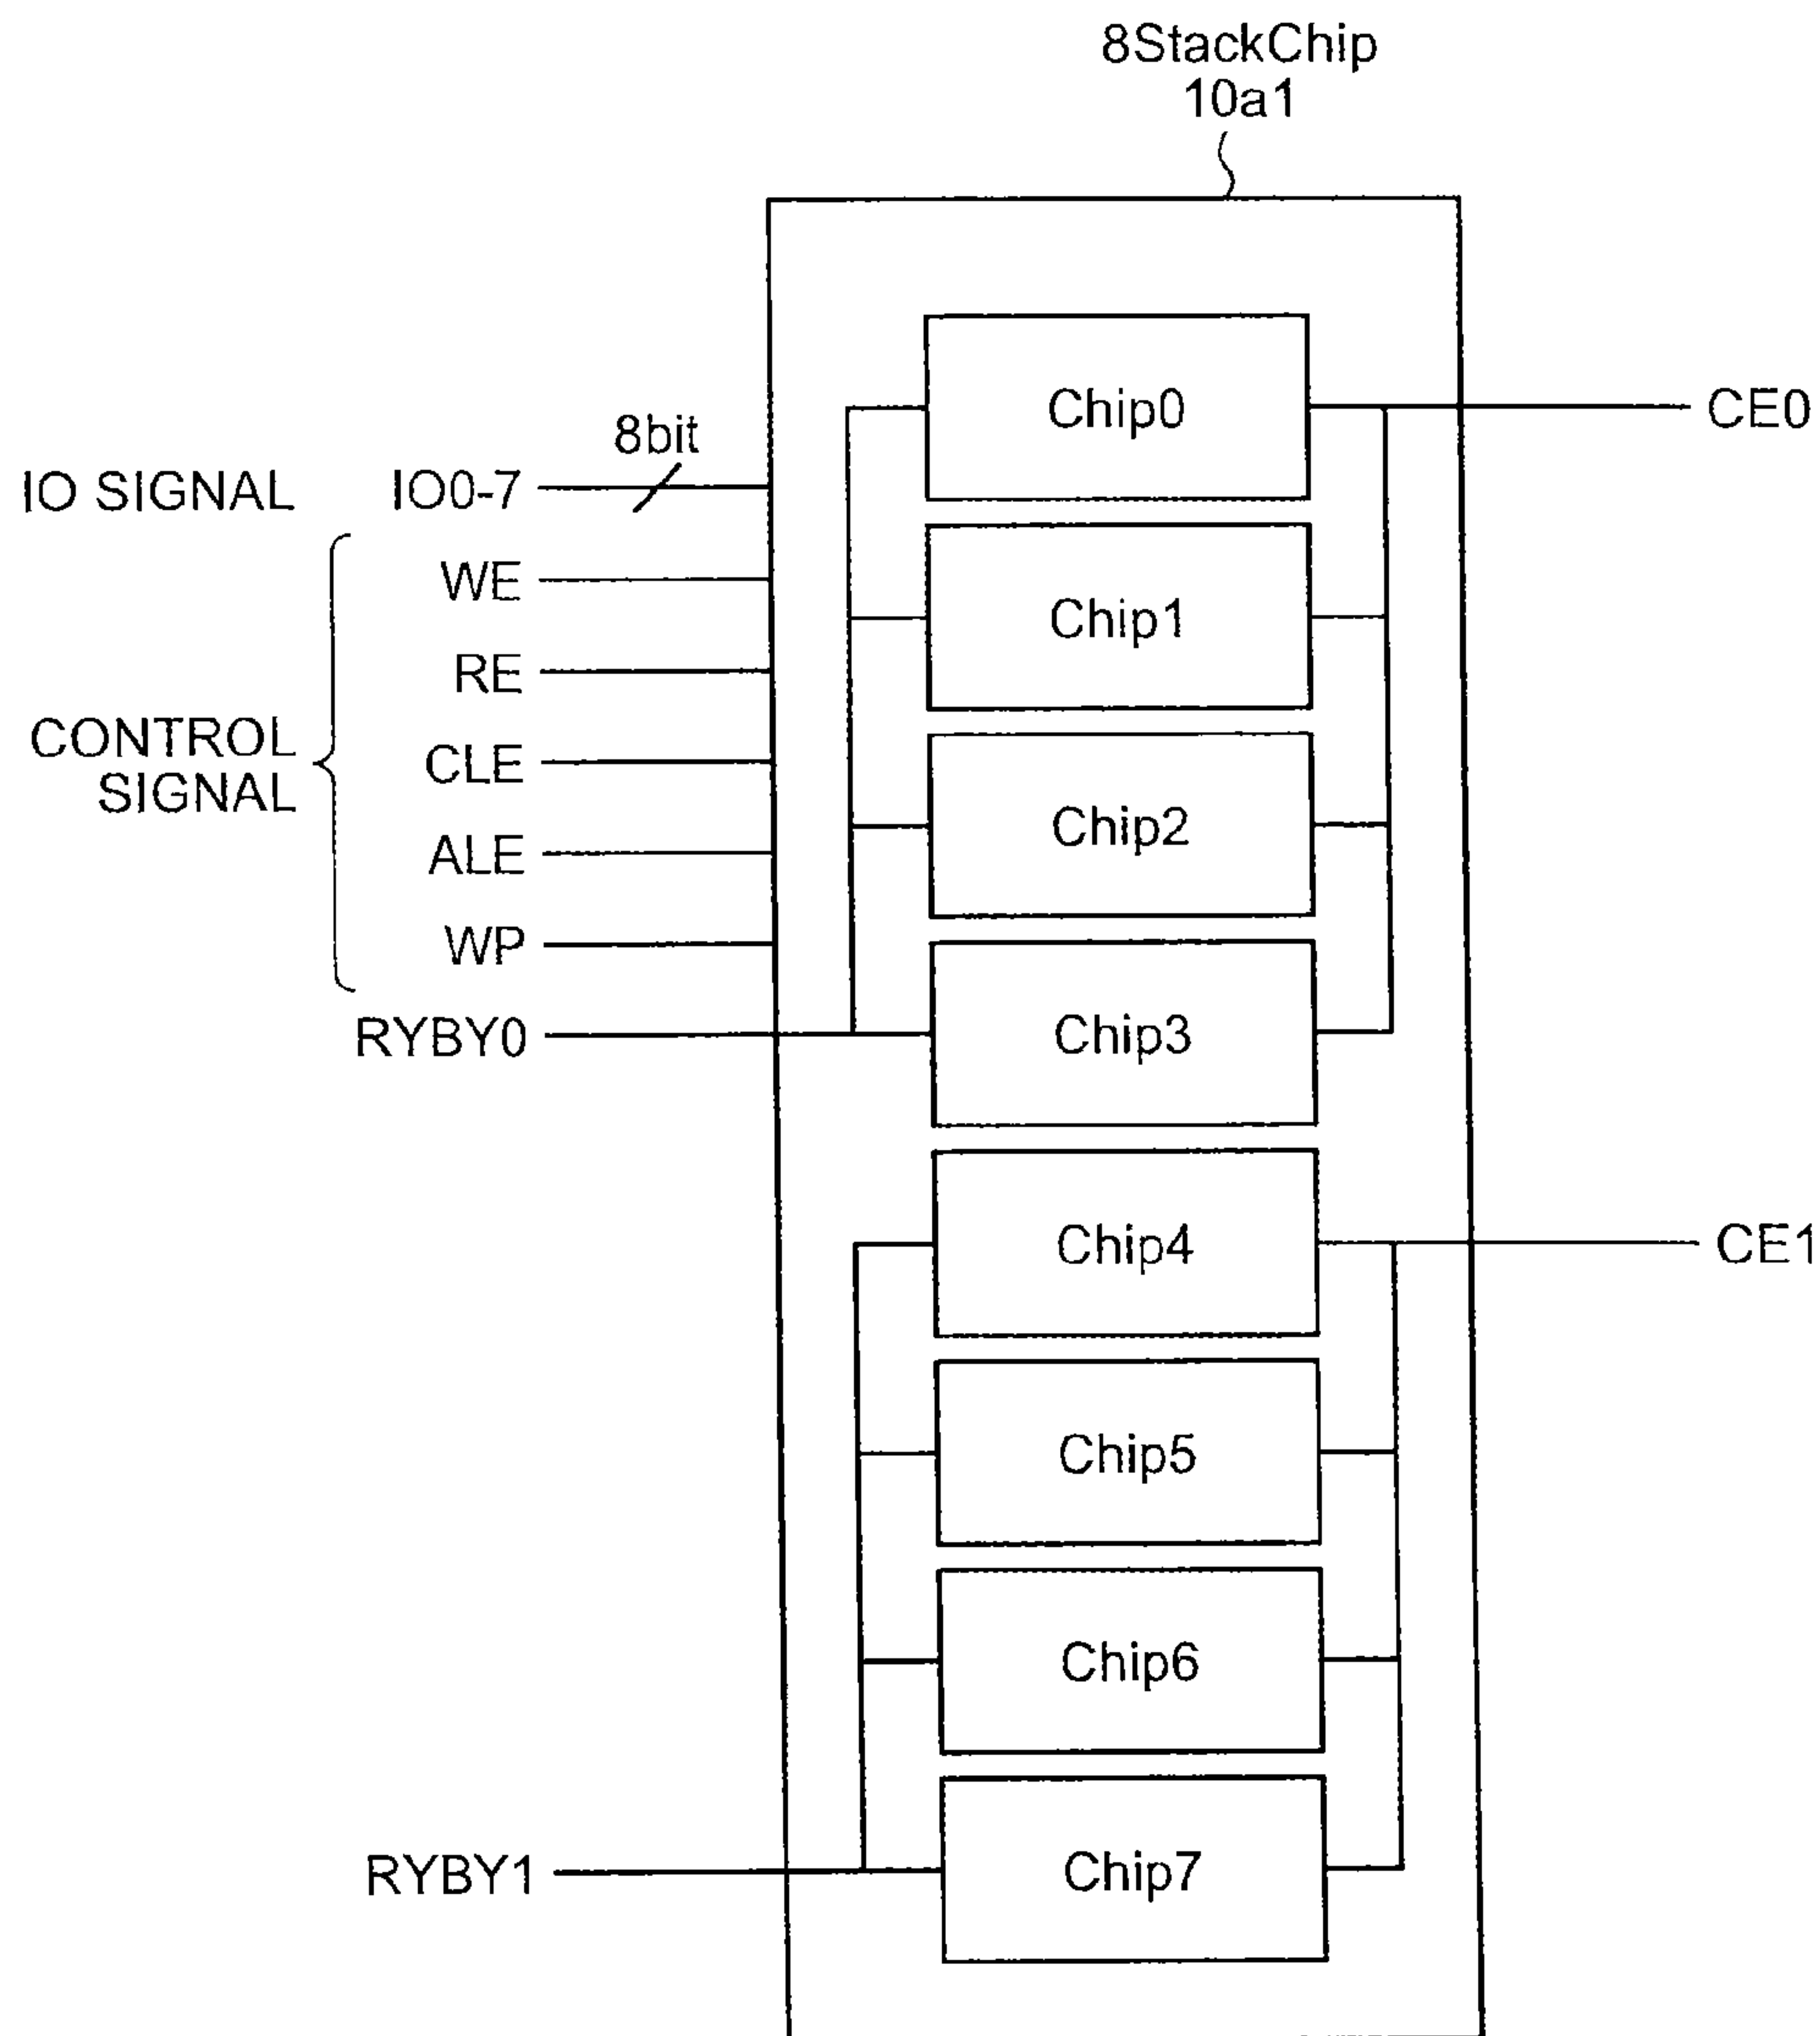 8StackChip
10a1
Chip0
CE0
8bit
IO SIGNAL IO0-7
WE
Chip1
RE
CONTROL
SIGNAL
CLE
Chip2
ALE
WP
RYBY0
Chip3
Chip4
CE1
Chip5
Chip6
RYBY1
Chip7